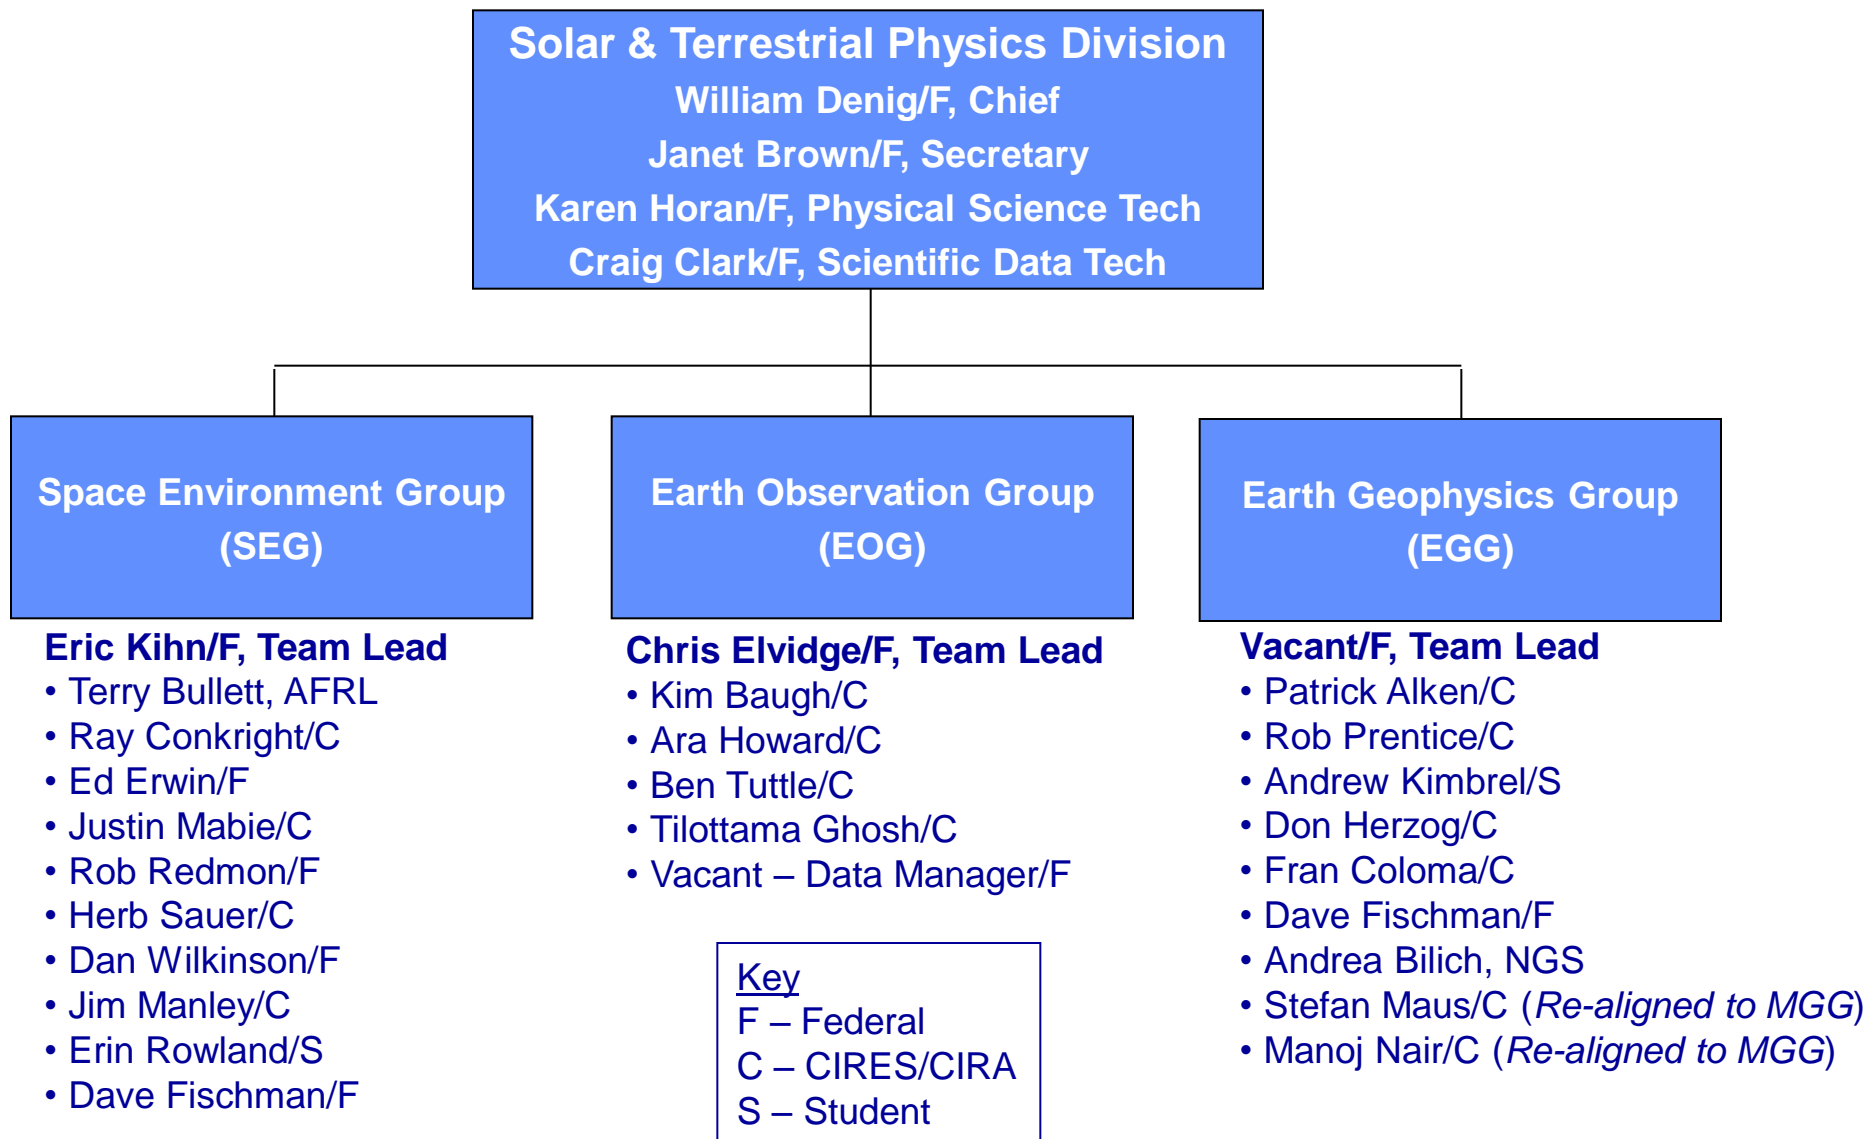 Solar & Terrestrial Physics Division
William Denig/F, Chief
Janet Brown/F, Secretary
Karen Horan/F, Physical Science Tech
Craig Clark/F, Scientific Data Tech
Space Environment Group
(SEG)
Eric Kihn/F, Team Lead
• Terry Bullett, AFRL
• Ray Conkright/C
• Ed Erwin/F
• Justin Mabie/C
• Rob Redmon/F
• Herb Sauer/C
• Dan Wilkinson/F
• Jim Manley/C
• Erin Rowland/S
• Dave Fischman/F
Earth Observation Group
(EOG)
Chris Elvidge/F, Team Lead
• Kim Baugh/C
• Ara Howard/C
• Ben Tuttle/C
• Tilottama Ghosh/C
• Vacant – Data Manager/F
Key
F – Federal
C – CIRES/CIRA
S – Student
Earth Geophysics Group
(EGG)
Vacant/F, Team Lead
• Patrick Alken/C
• Rob Prentice/C
• Andrew Kimbrel/S
• Don Herzog/C
• Fran Coloma/C
• Dave Fischman/F
• Andrea Bilich, NGS
• Stefan Maus/C (Re-aligned to MGG)
• Manoj Nair/C (Re-aligned to MGG)